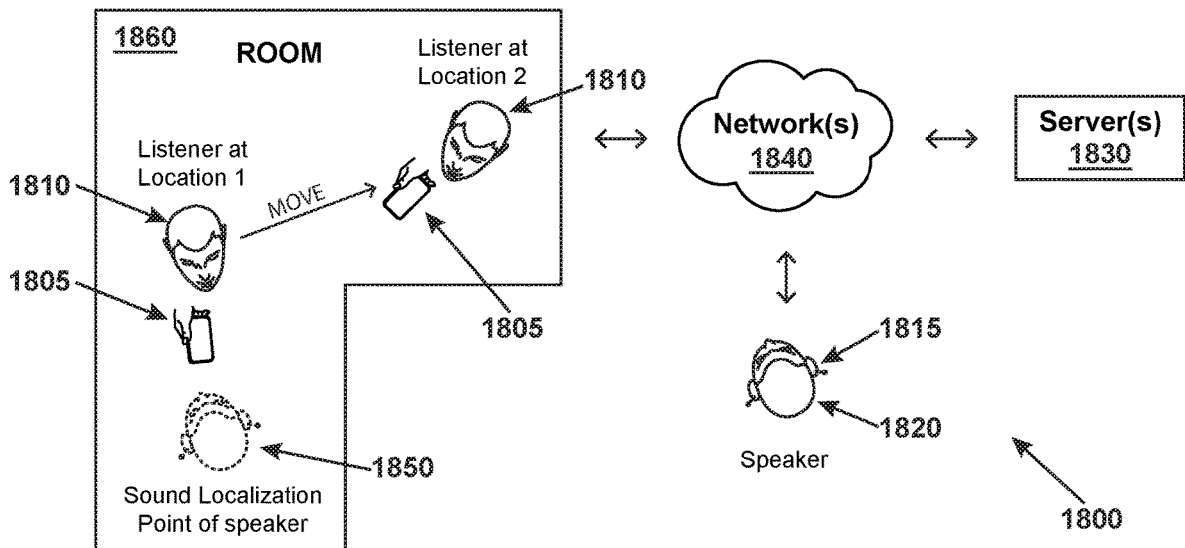 1860
ROOM
Listener at
Location 2
1810
Network(s)
1840
Server(s)
1830
Listener at
Location 1
1810
MOVE
1805
1805
1815
1820
Speaker
1850
Sound Localization
Point of speaker
1800